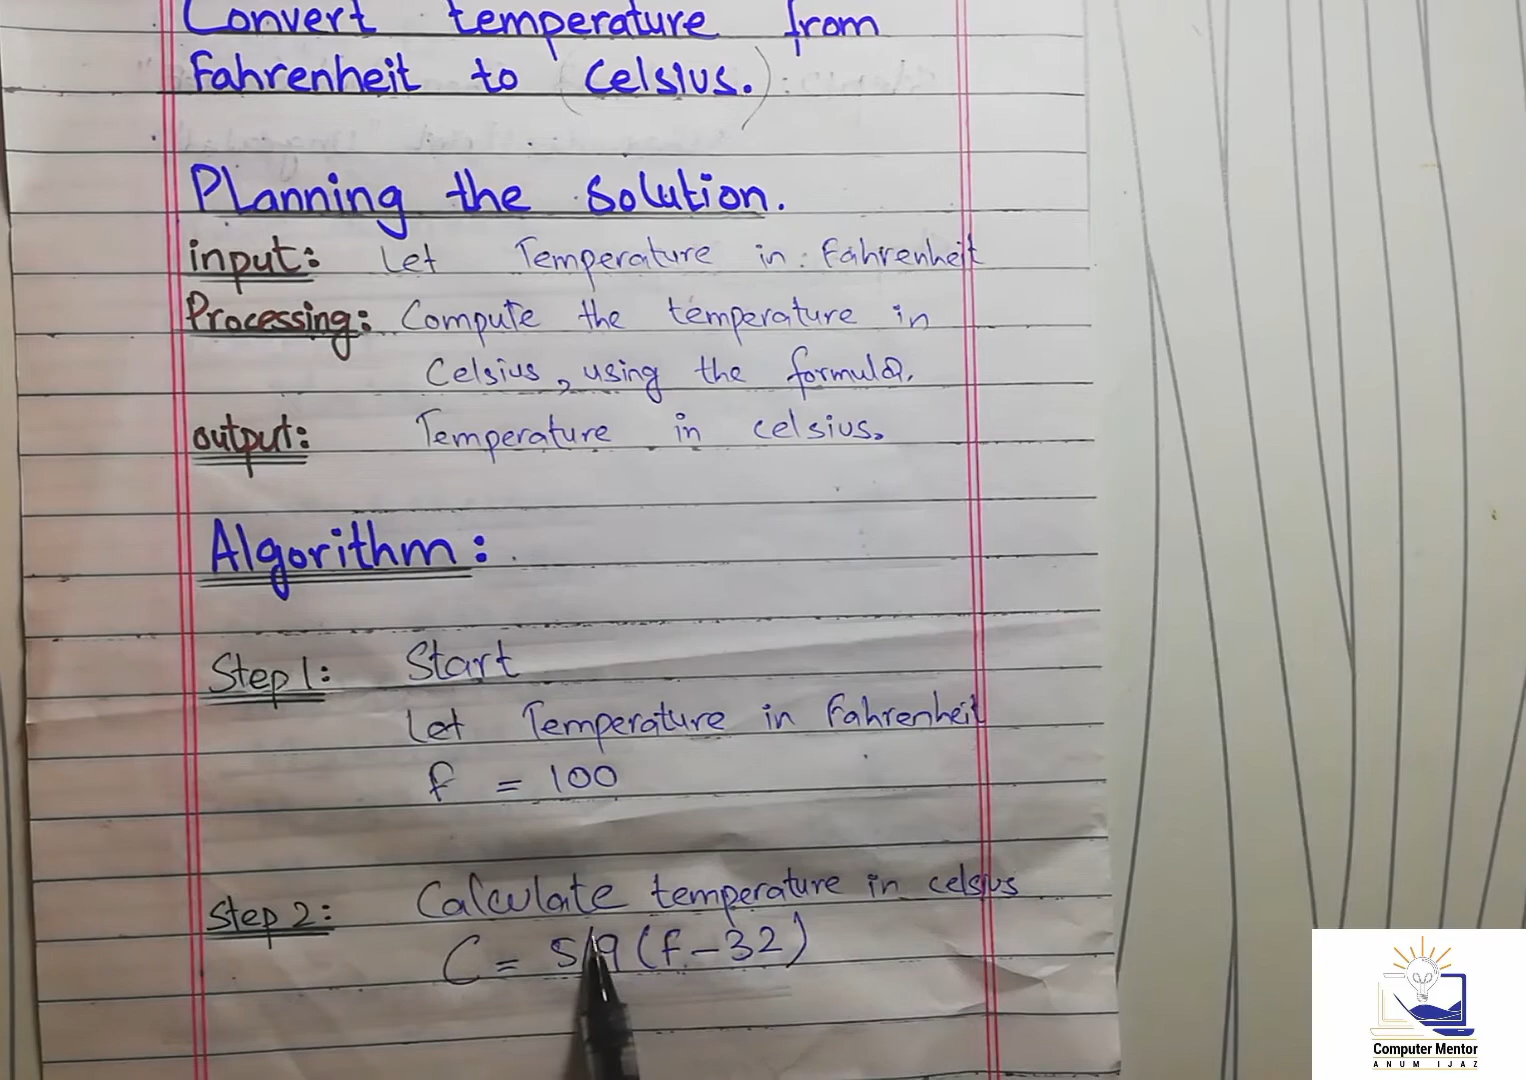 Convert temperature from
Fahrenheit to Celsius.
Planning the Solution.
input: Let Temperature in Fahrenheit
Processing: Compute the temperature in
Celsius, using the formula.
output: Temperature in celsius.
Algorithm:
Step 1: Start
Let Temperature in Fahrenheit
f = 100
Step 2: Calculate temperature in celsius
C = 5/9 (f - 32)
Computer Mentor
ANUM IJAZ